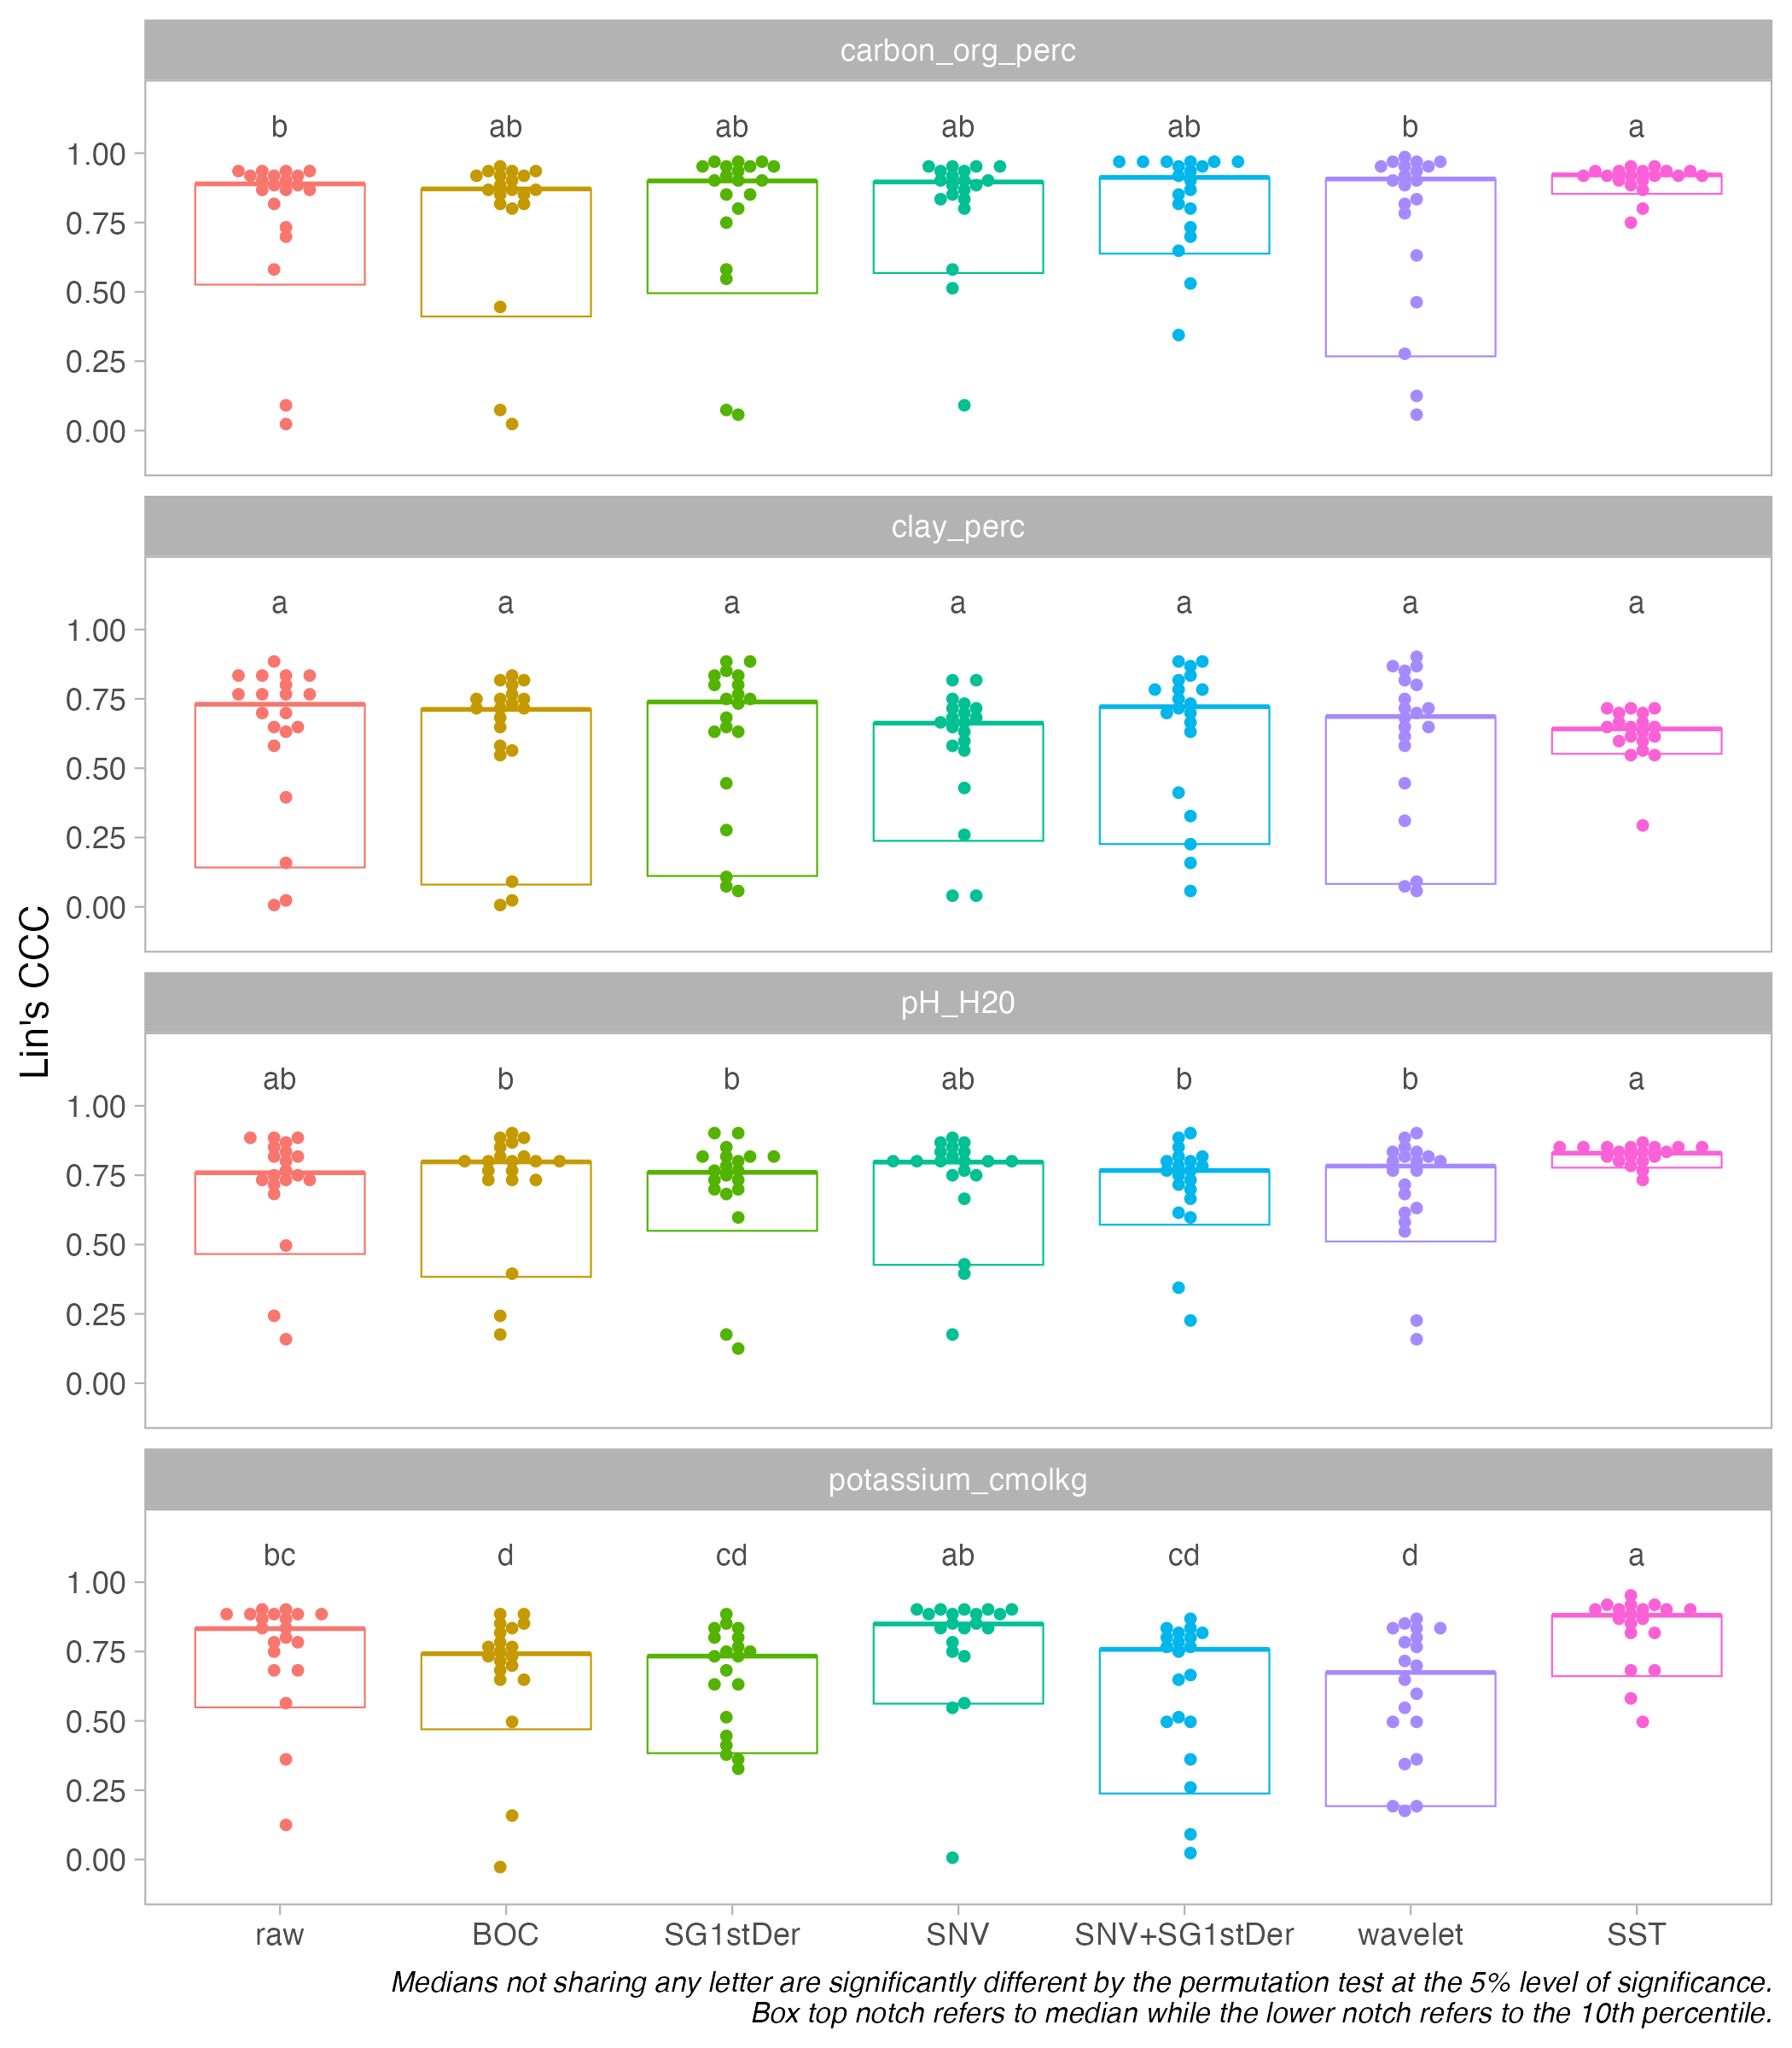 carbon_org_perc
b ab ab ab ab b a
1.00
0.75
0.50
0.25
0.00
clay_perc
a a a a a a a
1.00
0.75
0.50
0.25
0.00
Lin's CCC
pH_H20
ab b b ab b b a
1.00
0.75
0.50
0.25
0.00
potassium_cmolkg
bc d cd ab cd d a
1.00
0.75
0.50
0.25
0.00
raw BOC SG1stDer SNV SNV+SG1stDer wavelet SST
Medians not sharing any letter are significantly different by the permutation test at the 5% level of significance.
Box top notch refers to median while the lower notch refers to the 10th percentile.